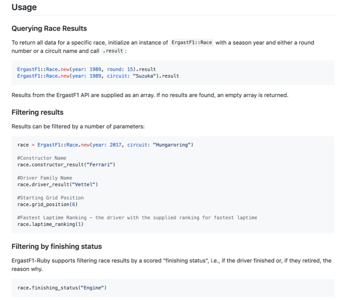 Usage
Querying Race Results
To return all data for a specific race, initialize an instance of ErgastF1::Race with a season year and either a round
number or a circuit name and call .result :
ErgastF1::Race.new(year: 1989, round: 15).result
ErgastF1::Race.new(year: 1989, circuit: "Suzuka").result
Results from the ErgastF1 API are supplied as an array. If no results are found, an empty array is returned.
Filtering results
Results can be filtered by a number of parameters:
race = ErgastF1::Race.new(year: 2017, circuit: "Hungaroring")
#Constructor Name
race.constructor_result("Ferrari")
#Driver Family Name
race.driver_result("Vettel")
#Starting Grid Position
race.grid_position(6)
#Fastest Laptime Ranking – the driver with the supplied ranking for fastest laptime
race.laptime_ranking(1)
Filtering by finishing status
ErgastF1-Ruby supports filtering race results by a scored "finishing status", i.e., if the driver finished or, if they retired, the
reason why.
race.finishing_status("Engine")